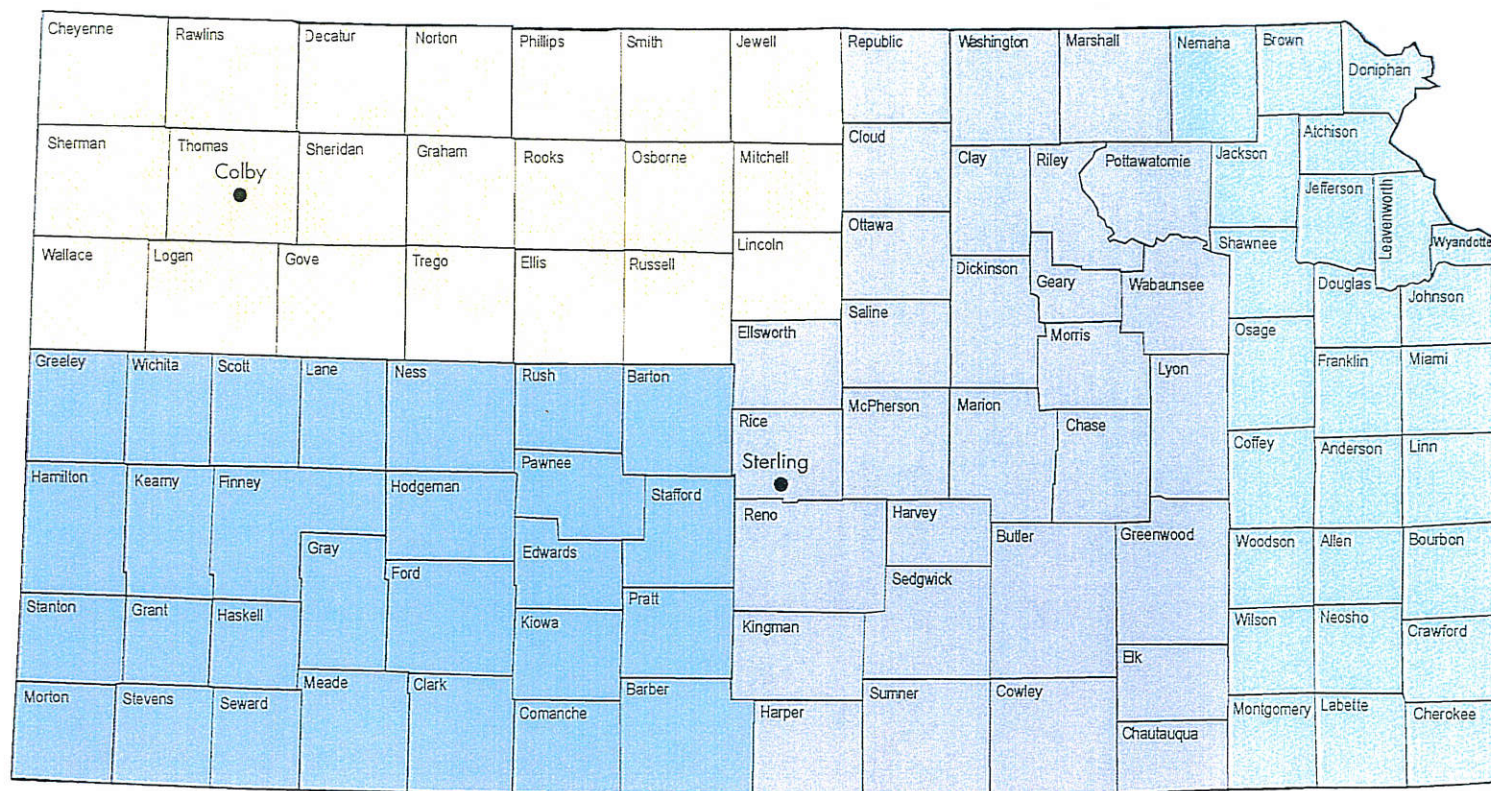 Cheyenne
Rawlins
Decatur
Norton
Phillips
Smith
Jewell
Republic
Washington
Marshall
Nemaha
Brown
Doniphan
Sherman
Thomas
Colby
Sheridan
Graham
Rooks
Osborne
Mitchell
Cloud
Clay
Riley
Pottawatomie
Jackson
Atchison
Jefferson
Leavenworth
Wyandotte
Wallace
Logan
Gove
Trego
Ellis
Russell
Lincoln
Ottawa
Dickinson
Geary
Wabaunsee
Shawnee
Douglas
Johnson
Ellsworth
Saline
Morris
Osage
Greeley
Wichita
Scott
Lane
Ness
Rush
Barton
Rice
Sterling
McPherson
Marion
Chase
Lyon
Franklin
Miami
Coffey
Anderson
Linn
Hamilton
Kearny
Finney
Hodgeman
Pawnee
Stafford
Reno
Harvey
Butler
Greenwood
Woodson
Allen
Bourbon
Gray
Ford
Edwards
Sedgwick
Stanton
Grant
Haskell
Kiowa
Pratt
Kingman
Elk
Wilson
Neosho
Crawford
Morton
Stevens
Seward
Meade
Clark
Comanche
Barber
Harper
Sumner
Cowley
Chautauqua
Montgomery
Labette
Cherokee